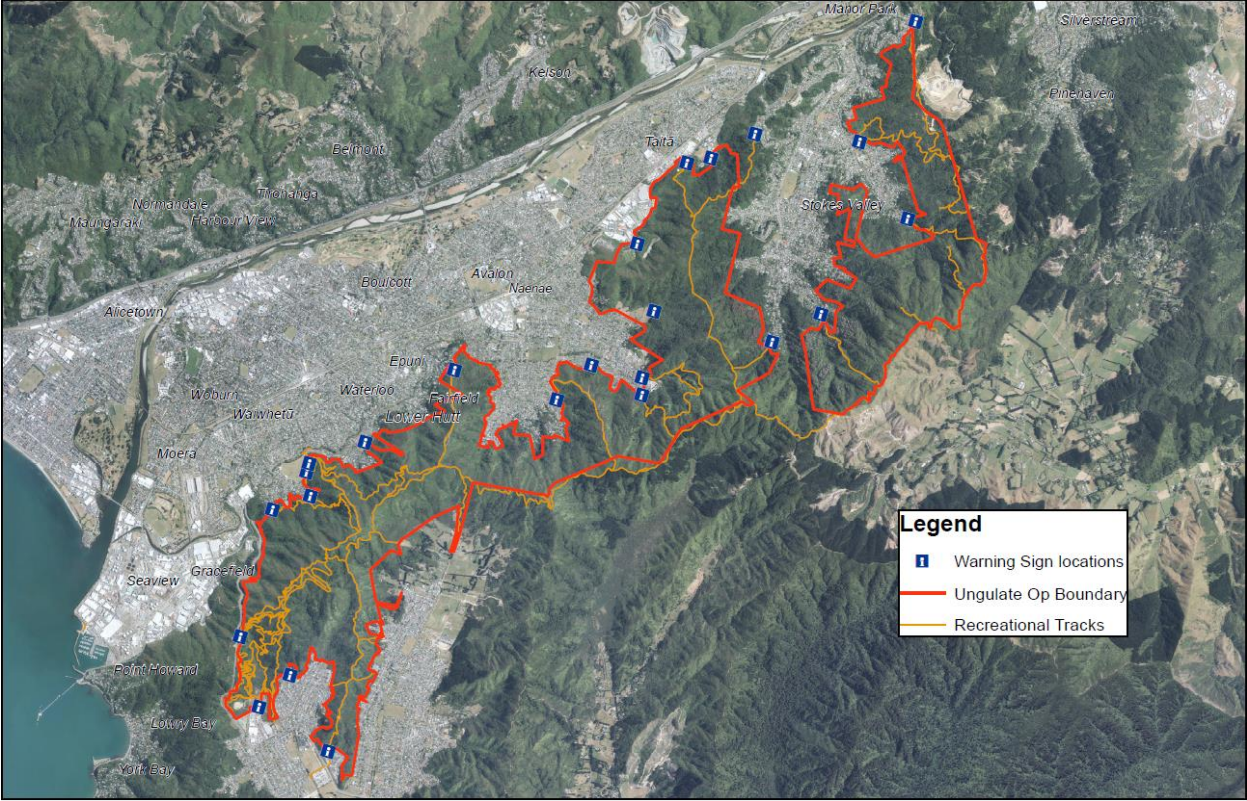 Manor Park
Silverstream
Kelson
Pinehaven
Taitā
Belmont
Tirohanga
Normandale
Maungaraki
Harbour View
Stokes Valley
Avalon
Boulcott
Naenae
Alicetown
Epuni
Waterloo
Woburn
Fairfield
Waiwhetū
Lower Hutt
Moera
Legend
Warning Sign locations
Ungulate Op Boundary
Recreational Tracks
Gracefield
Seaview
Point Howard
Lowry Bay
York Bay